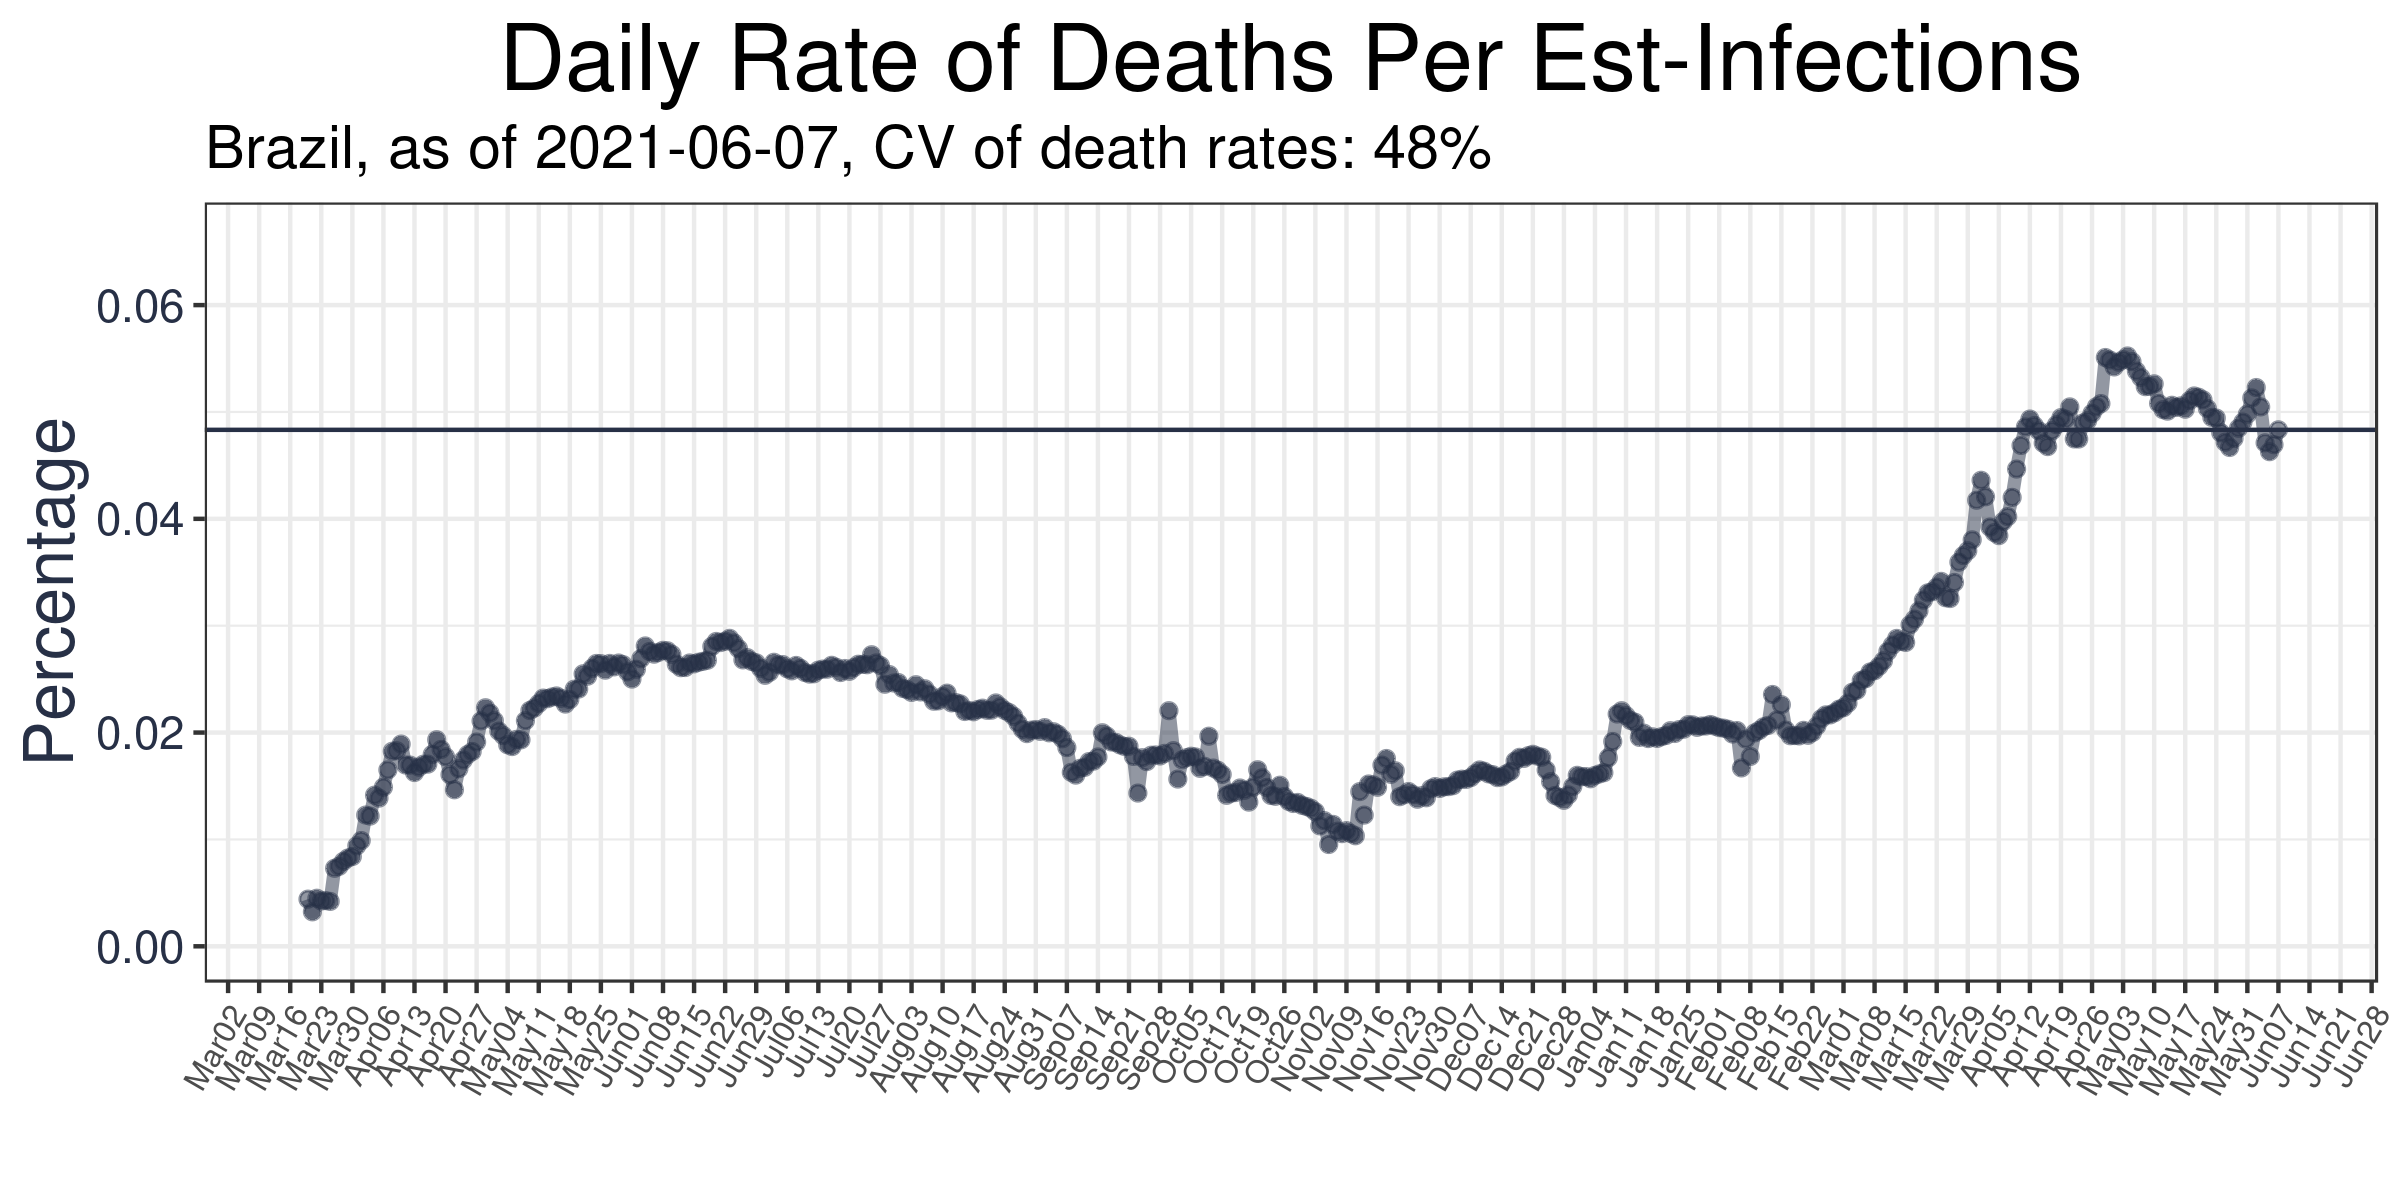 Daily Rate of Deaths Per Est-Infections
Brazil, as of 2021-06-07, CV of death rates: 48%
Percentage
0.06
0.04
0.02
0.00
Mar02
Mar09
Mar16
Mar23
Mar30
Apr06
Apr13
Apr20
Apr27
May04
May11
May18
May25
Jun01
Jun08
Jun15
Jun22
Jun29
Jul06
Jul13
Jul20
Jul27
Aug03
Aug10
Aug17
Aug24
Aug31
Sep07
Sep14
Sep21
Sep28
Oct05
Oct12
Oct19
Oct26
Nov02
Nov09
Nov16
Nov23
Nov30
Dec07
Dec14
Dec21
Dec28
Jan04
Jan11
Jan18
Jan25
Feb01
Feb08
Feb15
Feb22
Mar01
Mar08
Mar15
Mar22
Mar29
Apr05
Apr12
Apr19
Apr26
May03
May10
May17
May24
May31
Jun07
Jun14
Jun21
Jun28